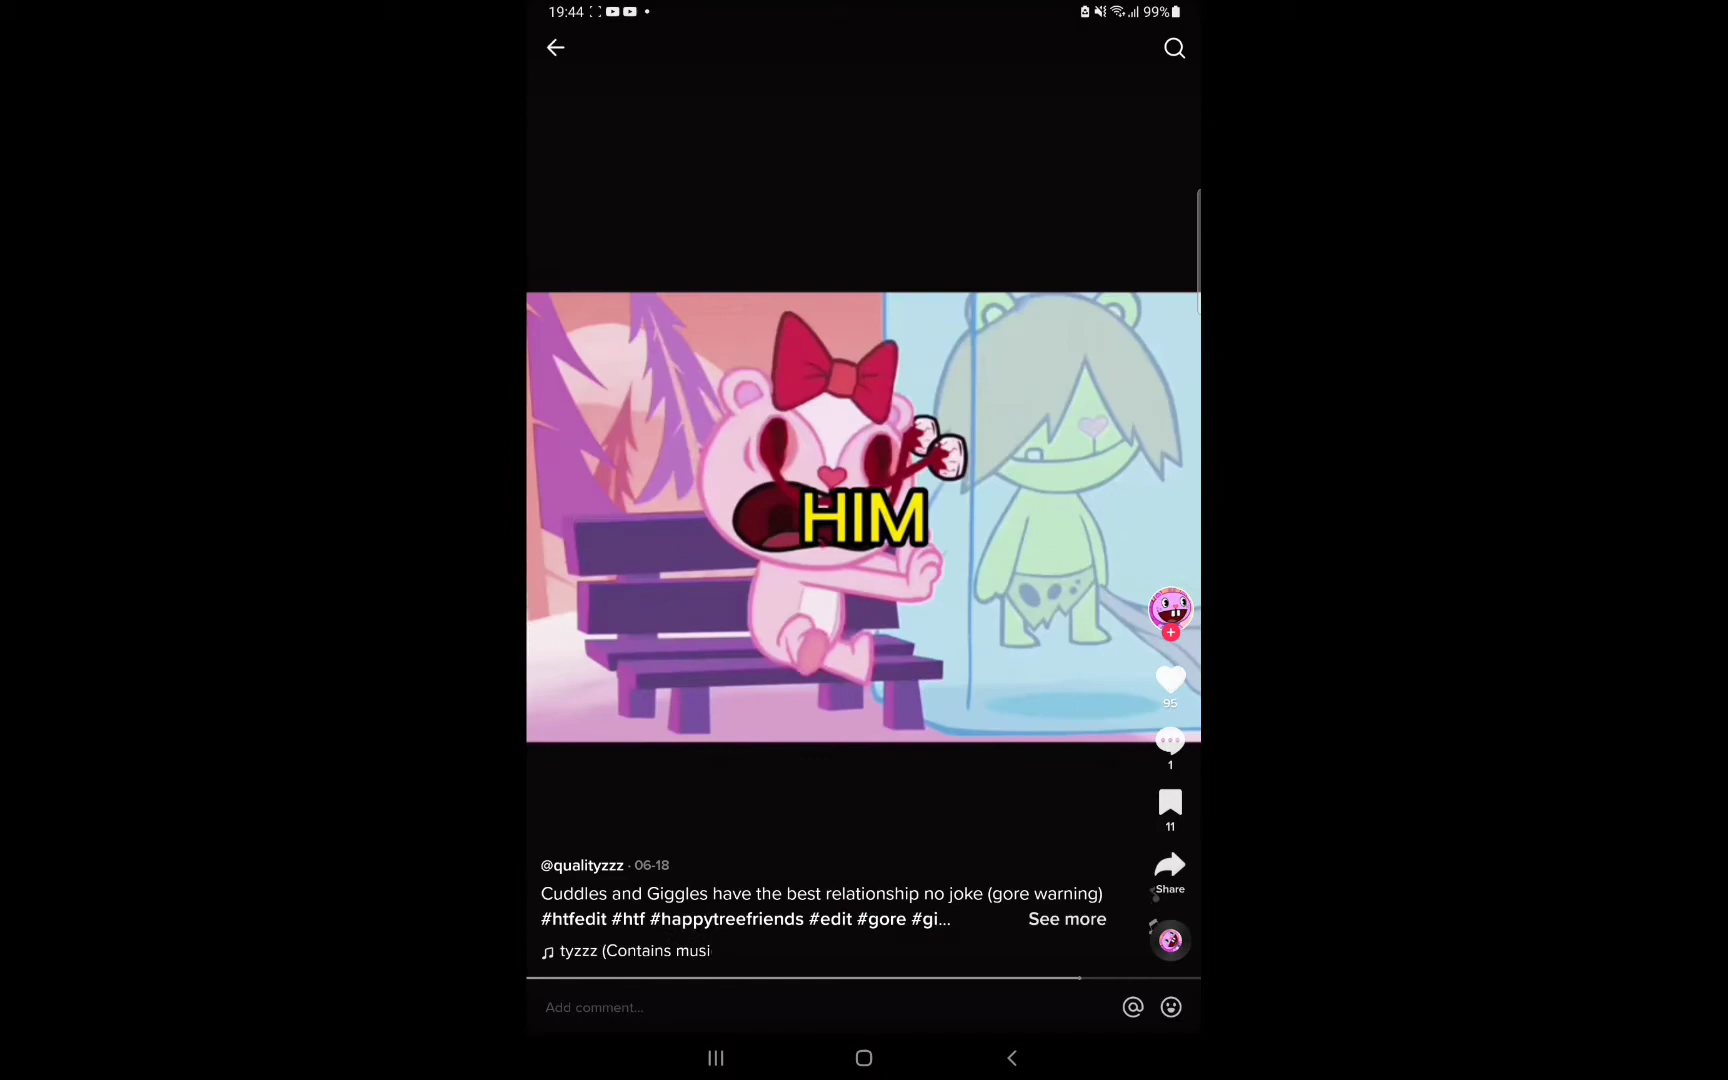 19:44
99%
HIM
95
1
11
Share
@qualityzzz · 06-18
Cuddles and Giggles have the best relationship no joke (gore warning)
#htfedit #htf #happytreefriends #edit #gore #gi... See more
tyzzz (Contains musi
Add comment...